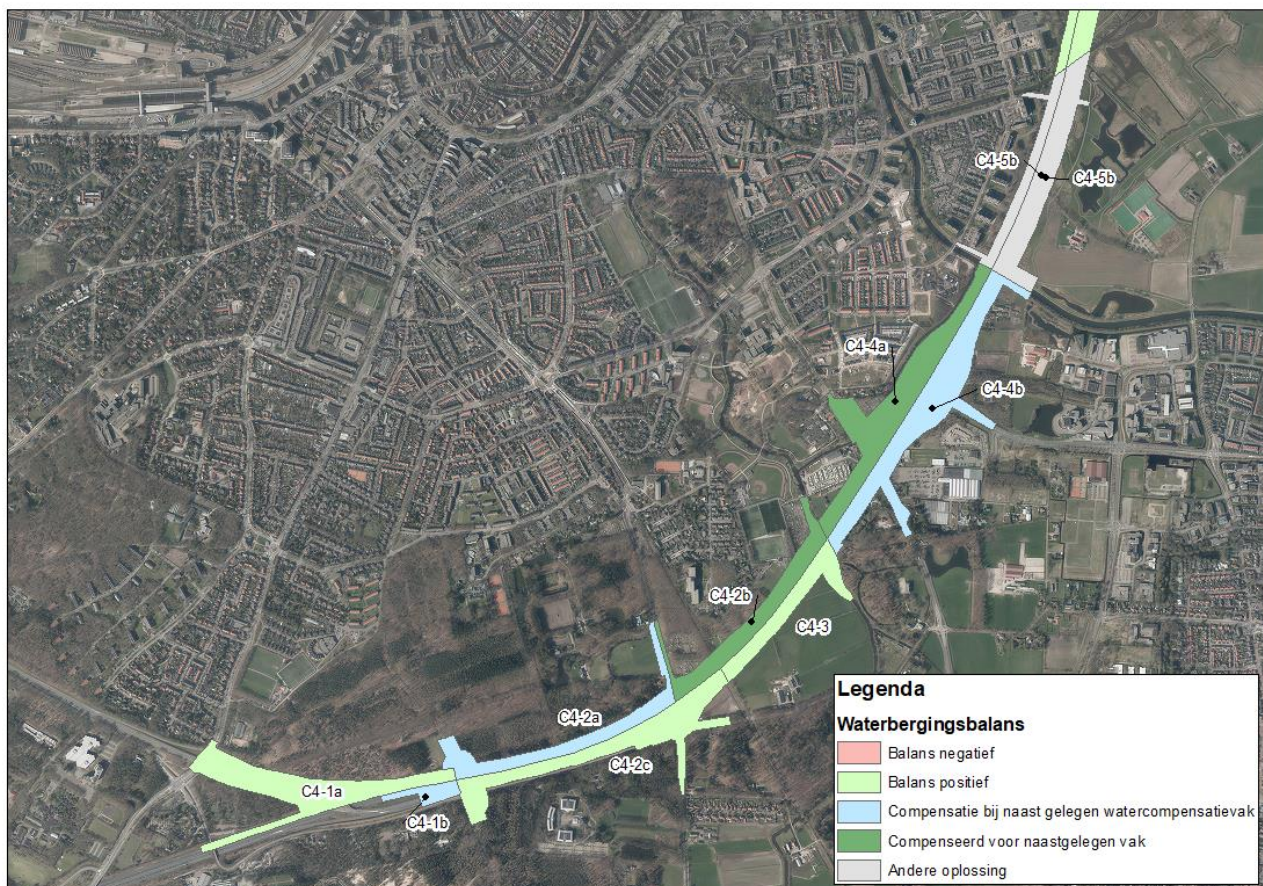 C4-5b
C4-5b
C4-4a
C4-4b
C4-2b
C4-3
C4-2a
C4-2c
C4-1a
C4-1b
Legenda
Waterbergingsbalans
Balans negatief
Balans positief
Compensatie bij naast gelegen watercompensatievak
Compenseerd voor naastgelegen vak
Andere oplossing